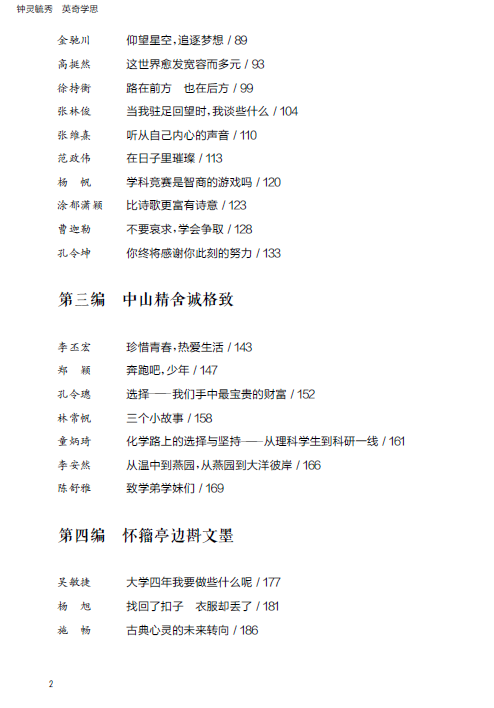 钟灵毓秀　英奇学思
金驰川　仰望星空，追逐梦想 / 89
高挺然　这世界愈发宽容而多元 / 93
徐持衡　路在前方　也在后方 / 99
张林俊　当我驻足回望时，我谈些什么 / 104
张维熹　听从自己内心的声音 / 110
范政伟　在日子里璀璨 / 113
杨　帆　学科竞赛是智商的游戏吗 / 120
涂郁潇颖　比诗歌更富有诗意 / 123
曹迦勒　不要哀求，学会争取 / 128
孔令坤　你终将感谢你此刻的努力 / 133
第三编　中山精舍诚格致
李丕宏　珍惜青春，热爱生活 / 143
郑　颖　奔跑吧，少年 / 147
孔令璁　选择——我们手中最宝贵的财富 / 152
林常帆　三个小故事 / 158
童炳琦　化学路上的选择与坚持——从理科学生到科研一线 / 161
李安然　从温中到燕园，从燕园到大洋彼岸 / 166
陈舒雅　致学弟学妹们 / 169
第四编　怀籀亭边斟文墨
吴敏捷　大学四年我要做些什么呢 / 177
杨　旭　找回了扣子　衣服却丢了 / 181
施　畅　古典心灵的未来转向 / 186
2